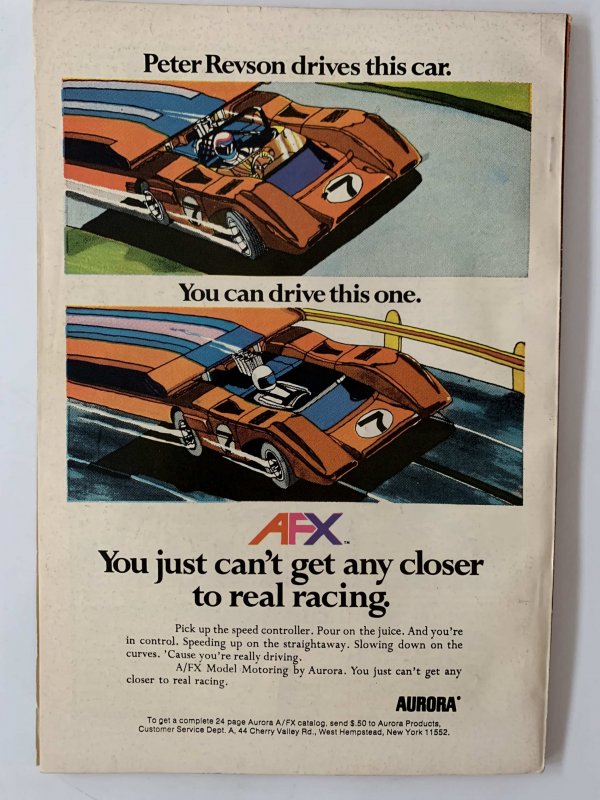 Peter Revson drives this car.
7
7
You can drive this one.
7
7
AFX™
You just can't get any closer
to real racing.
Pick up the speed controller. Pour on the juice. And you're
in control. Speeding up on the straightaway. Slowing down on the
curves. 'Cause you're really driving.
A/FX Model Motoring by Aurora. You just can't get any
closer to real racing.
AURORA®
To get a complete 24 page Aurora A/FX catalog, send $.50 to Aurora Products,
Customer Service Dept. A, 44 Cherry Valley Rd., West Hempstead, New York 11552.